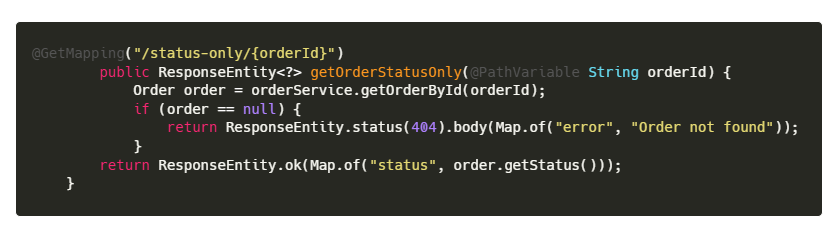 @GetMapping("/status-only/{orderId}")
public ResponseEntity<?> getOrderStatusOnly(@PathVariable String orderId) {
Order order = orderService.getOrderById(orderId);
if (order == null) {
return ResponseEntity.status(404).body(Map.of("error", "Order not found"));
}
return ResponseEntity.ok(Map.of("status", order.getStatus()));
}